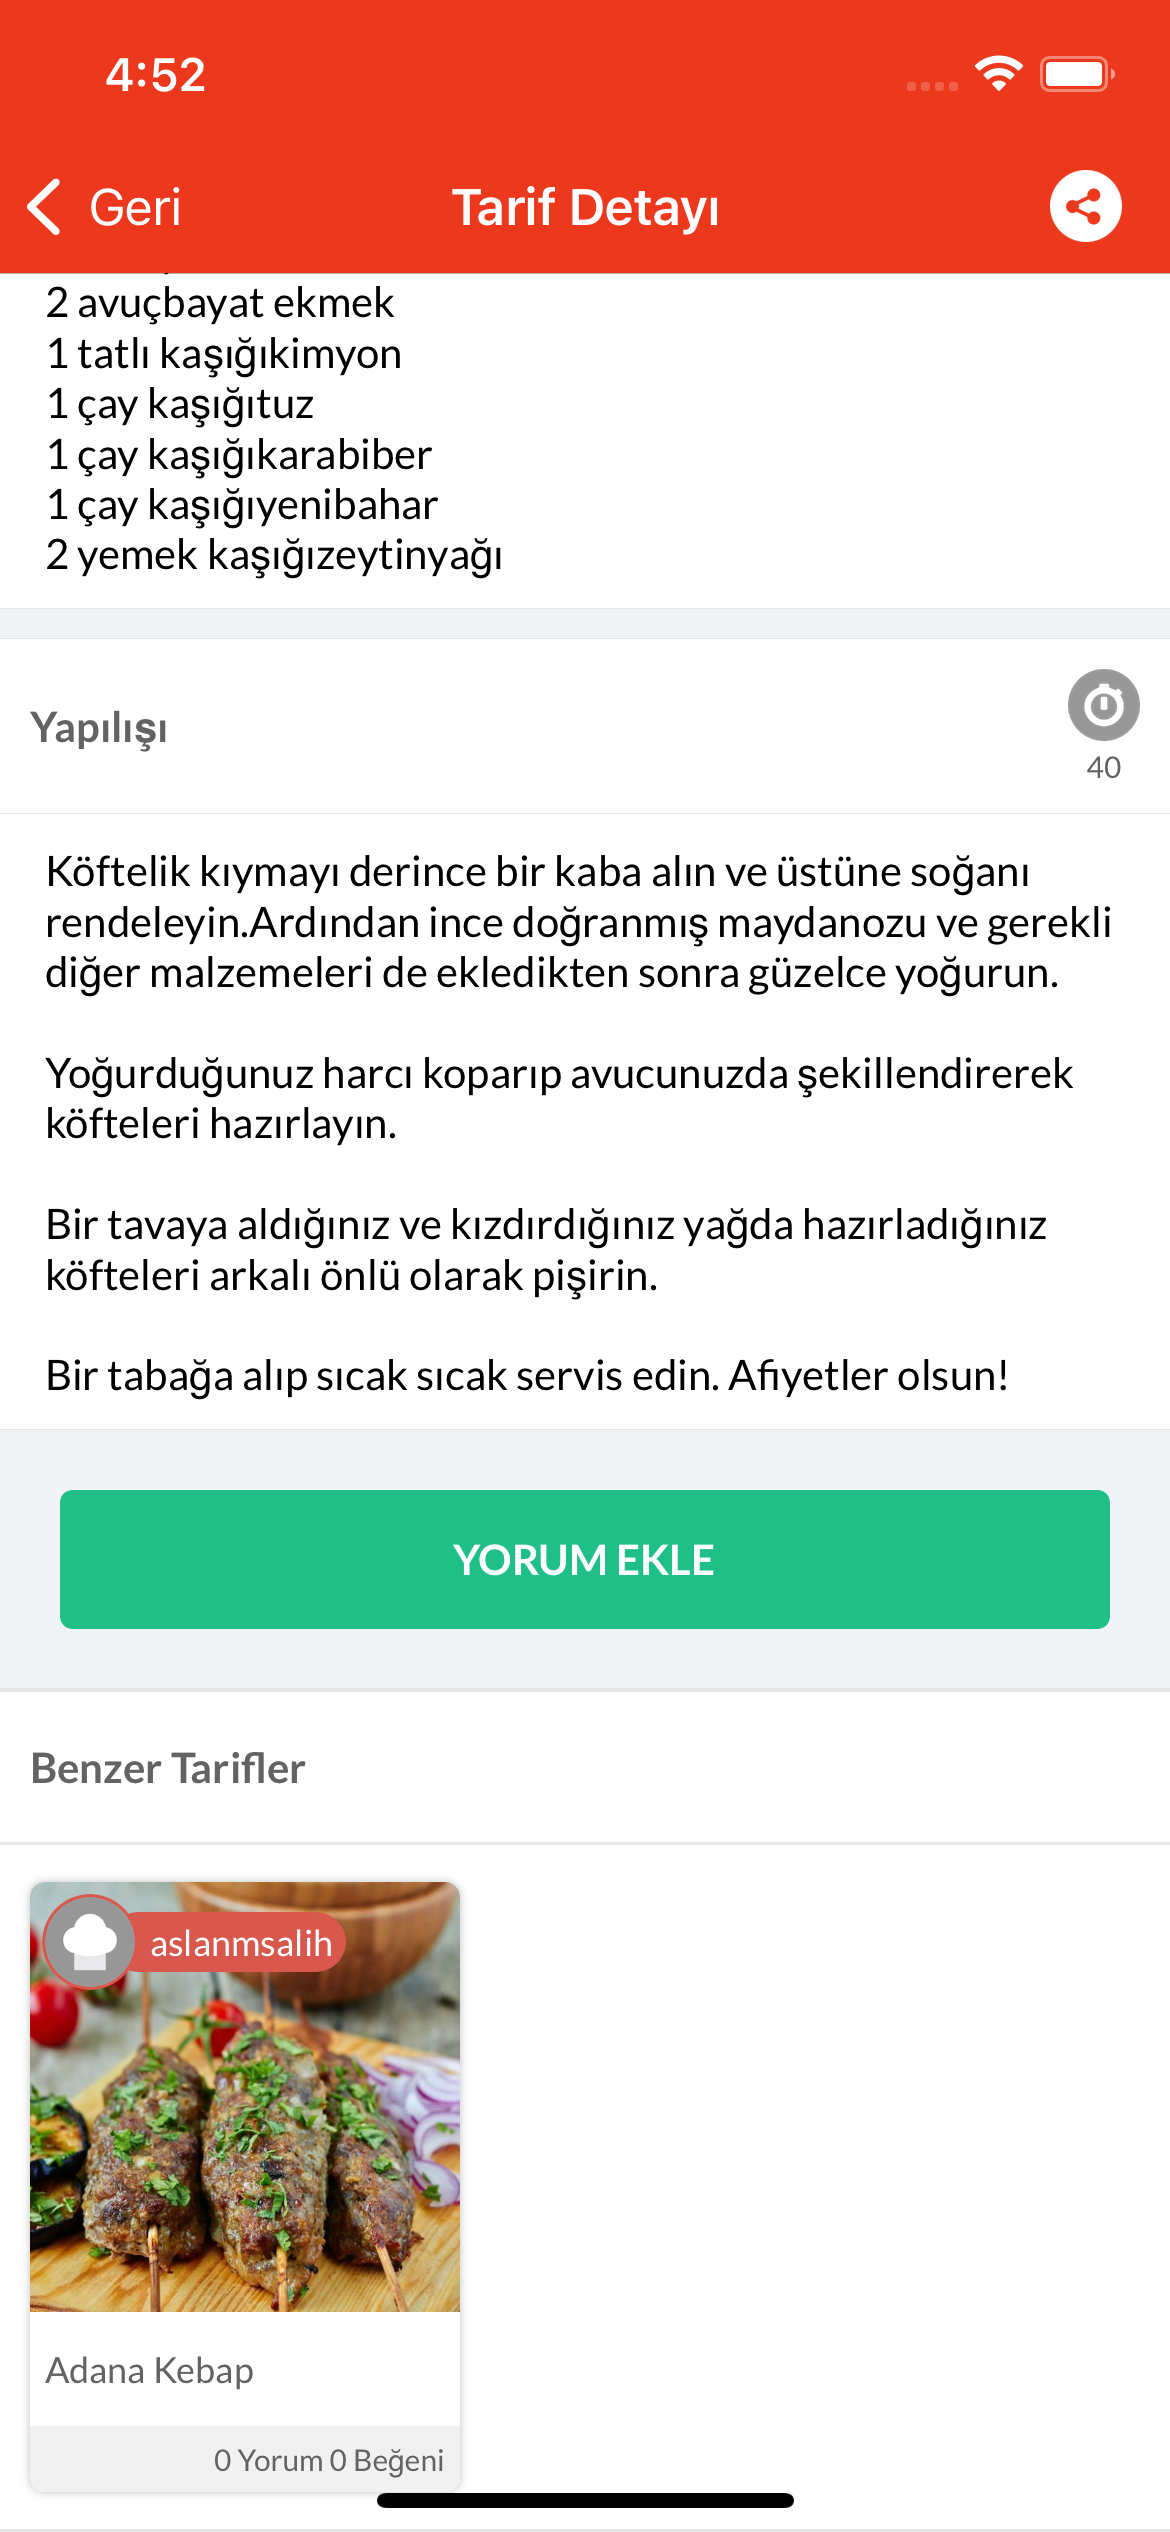 4:52
Geri
Tarif Detayı
2 avuçbayat ekmek
1 tatlı kaşığıkimyon
1 çay kaşığıtuz
1 çay kaşığıkarabiber
1 çay kaşığıyenibahar
2 yemek kaşığızeytinyağı
Yapılışı
40
Köftelik kıymayı derince bir kaba alın ve üstüne soğanı
rendeleyin.Ardından ince doğranmış maydanozu ve gerekli
diğer malzemeleri de ekledikten sonra güzelce yoğurun.
Yoğurduğunuz harcı koparıp avucunuzda şekillendirerek
köfteleri hazırlayın.
Bir tavaya aldığınız ve kızdırdığınız yağda hazırladığınız
köfteleri arkalı önlü olarak pişirin.
Bir tabağa alıp sıcak sıcak servis edin. Afiyetler olsun!
YORUM EKLE
Benzer Tarifler
aslanmsalih
Adana Kebap
0 Yorum 0 Beğeni